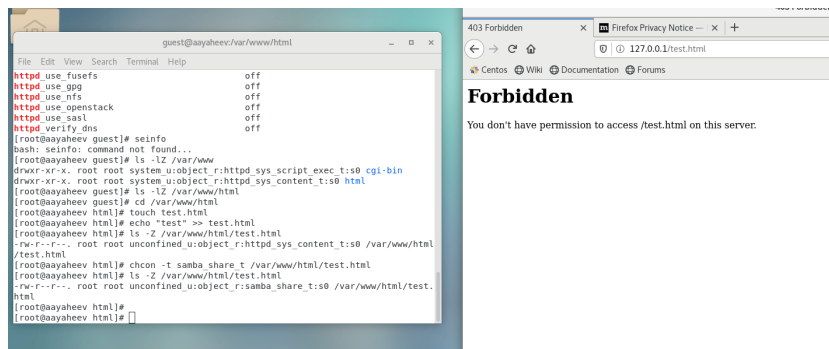 guest@aayaheev:/var/www/html
File Edit View Search Terminal Help
httpd_use_fusefs off
httpd_use_gpg off
httpd_use_nfs off
httpd_use_openstack off
httpd_use_sasl off
httpd_verify_dns off
[root@aayaheev guest]# seinfo
bash: seinfo: command not found...
[root@aayaheev guest]# ls -lZ /var/www
drwxr-xr-x. root root system_u:object_r:httpd_sys_script_exec_t:s0 cgi-bin
drwxr-xr-x. root root system_u:object_r:httpd_sys_content_t:s0 html
[root@aayaheev guest]# ls -lZ /var/www/html
[root@aayaheev guest]# cd /var/www/html
[root@aayaheev html]# touch test.html
[root@aayaheev html]# echo "test" >> test.html
[root@aayaheev html]# ls -Z /var/www/html/test.html
-rw-r--r--. root root unconfined_u:object_r:httpd_sys_content_t:s0 /var/www/html
/test.html
[root@aayaheev html]# chcon -t samba_share_t /var/www/html/test.html
[root@aayaheev html]# ls -Z /var/www/html/test.html
-rw-r--r--. root root unconfined_u:object_r:samba_share_t:s0 /var/www/html/test.
html
[root@aayaheev html]#
[root@aayaheev html]#
403 Forbidden
403 Forbidden × Firefox Privacy Notice — × +
127.0.0.1/test.html
Centos Wiki Documentation Forums
Forbidden
You don't have permission to access /test.html on this server.